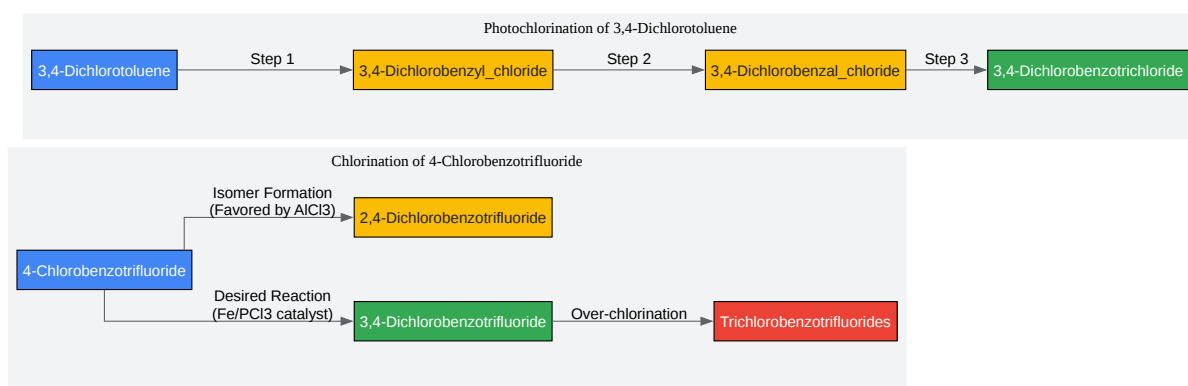 Photochlorination of 3,4-Dichlorotoluene
3,4-Dichlorotoluene
Step 1
3,4-Dichlorobenzyl_chloride
Step 2
3,4-Dichlorobenzal_chloride
Step 3
3,4-Dichlorobenzotrichloride
Chlorination of 4-Chlorobenzotrifluoride
Isomer Formation
(Favored by AlCl3)
2,4-Dichlorobenzotrifluoride
4-Chlorobenzotrifluoride
Desired Reaction
(Fe/PCl3 catalyst)
3,4-Dichlorobenzotrifluoride
Over-chlorination
Trichlorobenzotrifluorides